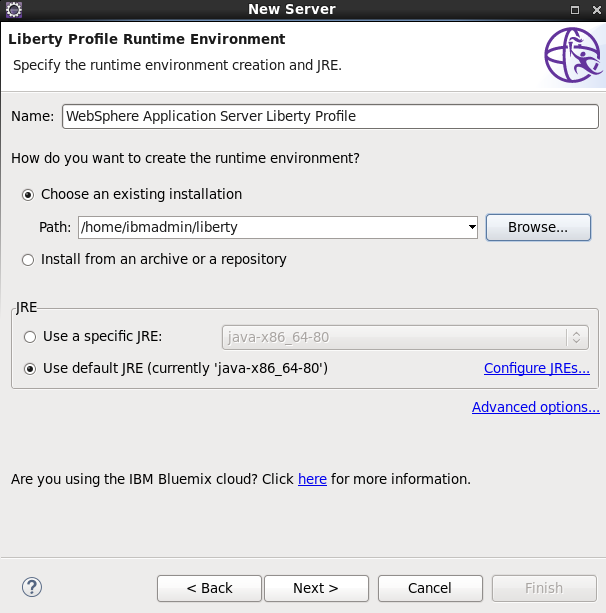 New Server
Liberty Profile Runtime Environment
Specify the runtime environment creation and JRE.
Name: WebSphere Application Server Liberty Profile
How do you want to create the runtime environment?
Choose an existing installation
Path: /home/ibmadmin/liberty Browse...
Install from an archive or a repository
JRE
Use a specific JRE: java-x86_64-80
Use default JRE (currently 'java-x86_64-80') Configure JREs...
Advanced options...
Are you using the IBM Bluemix cloud? Click here for more information.
? < Back Next > Cancel Finish